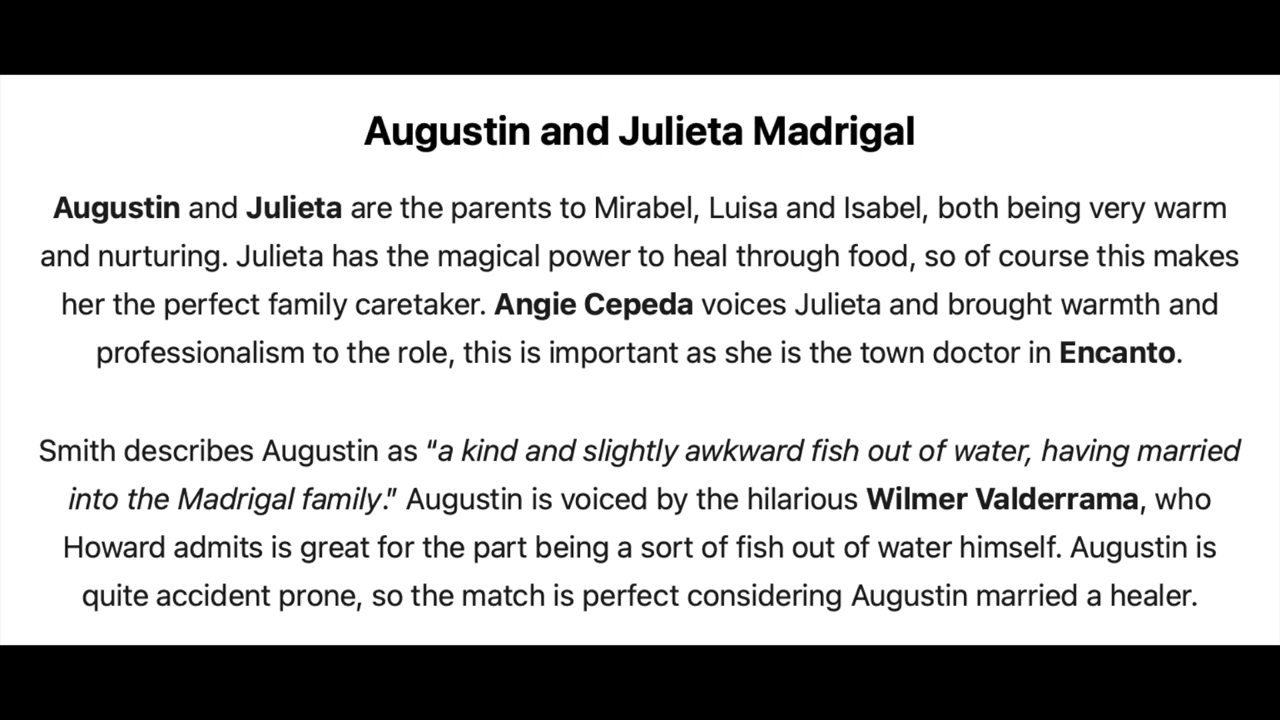 Augustin and Julieta Madrigal
Augustin and Julieta are the parents to Mirabel, Luisa and Isabel, both being very warm
and nurturing. Julieta has the magical power to heal through food, so of course this makes
her the perfect family caretaker. Angie Cepeda voices Julieta and brought warmth and
professionalism to the role, this is important as she is the town doctor in Encanto.
Smith describes Augustin as “a kind and slightly awkward fish out of water, having married
into the Madrigal family.” Augustin is voiced by the hilarious Wilmer Valderrama, who
Howard admits is great for the part being a sort of fish out of water himself. Augustin is
quite accident prone, so the match is perfect considering Augustin married a healer.